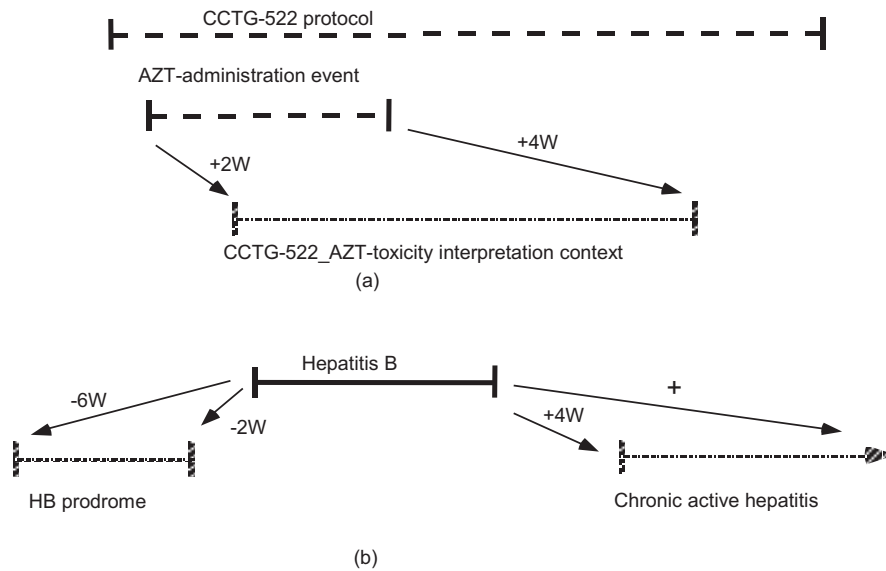 CCTG-522 protocol
AZT-administration event
+2W
+4W
CCTG-522_AZT-toxicity interpretation context
(a)
Hepatitis B
-6W
-2W
+4W
+
HB prodrome
Chronic active hepatitis
(b)